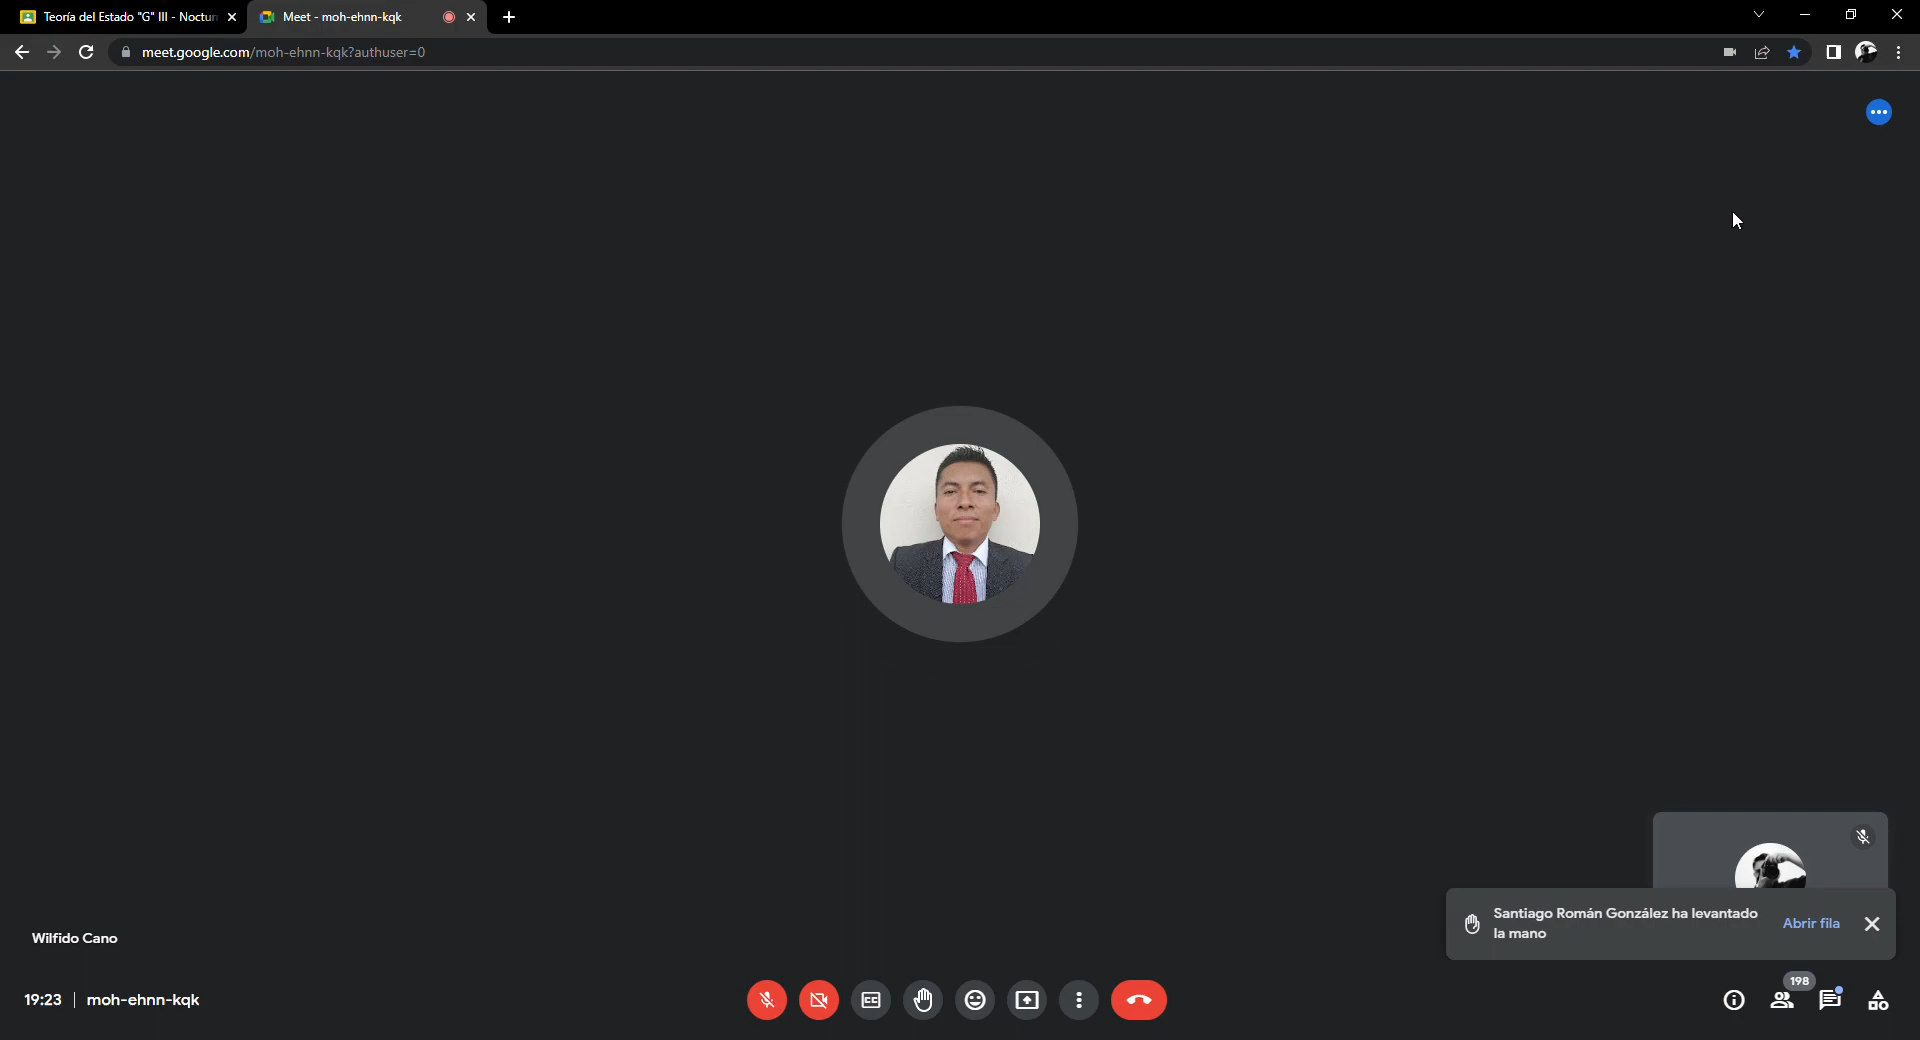 Teoría del Estado "G" III - Noctur
Meet - moh-ehnn-kqk
meet.google.com/moh-ehnn-kqk?authuser=0
Santiago Román González ha levantado
la mano
Abrir fila
Wilfido Cano
19:23 | moh-ehnn-kqk
198